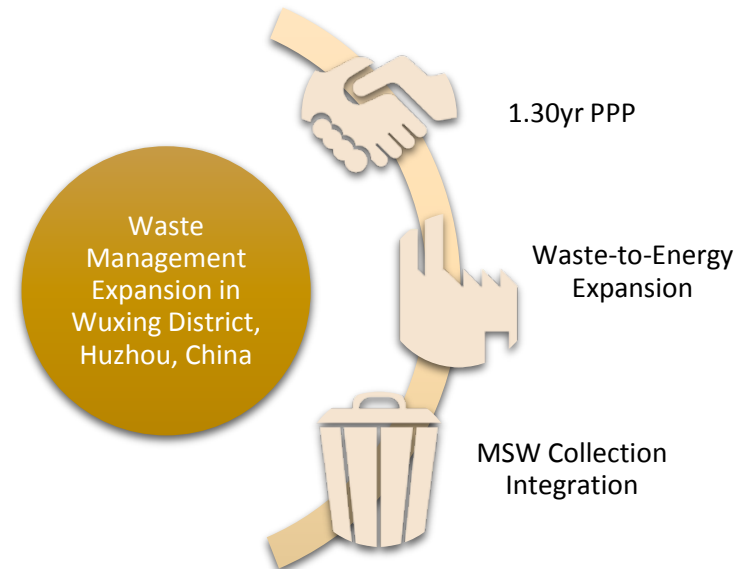 Waste
Management
Expansion in
Wuxing District,
Huzhou, China
1.30yr PPP
Waste-to-Energy
Expansion
MSW Collection
Integration